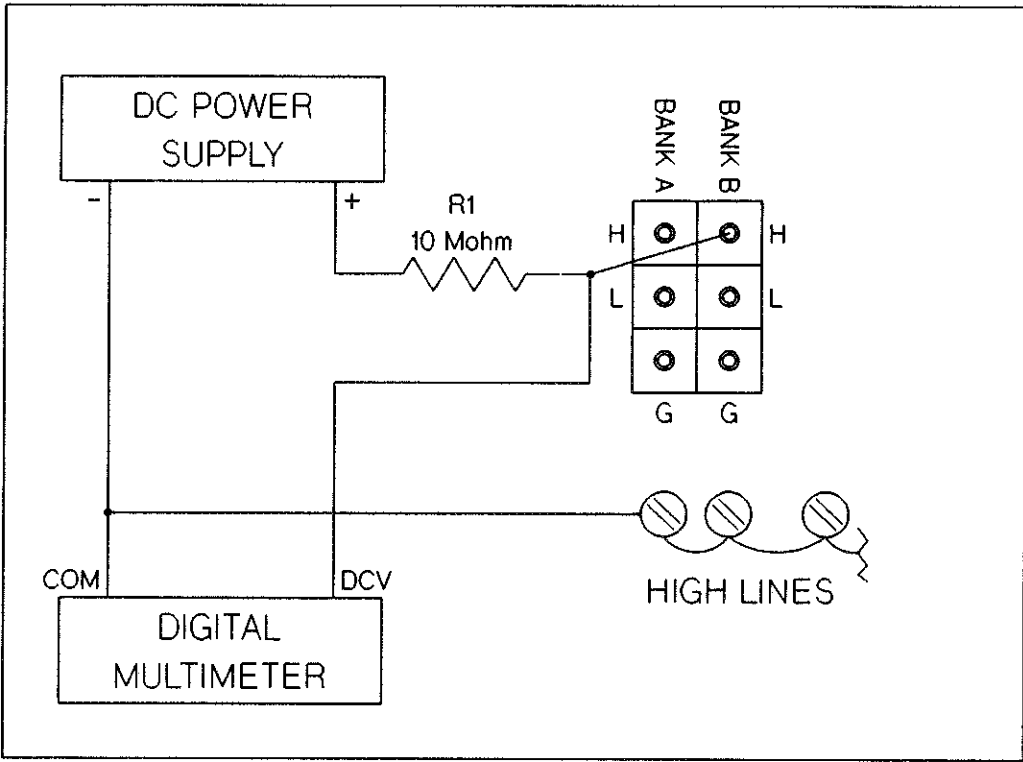 DC POWER
SUPPLY
-
+
R1
10 Mohm
BANK A
BANK B
H
H
L
L
G
G
COM
DCV
DIGITAL
MULTIMETER
HIGH LINES